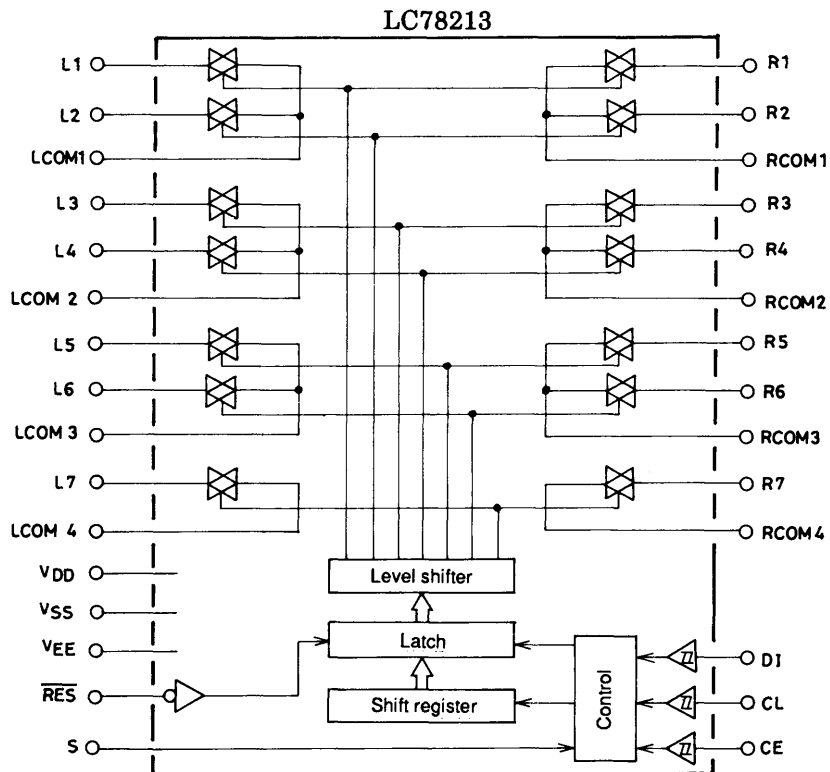 LC78213
L1
R1
L2
R2
LCOM1
RCOM1
L3
R3
L4
R4
LCOM 2
RCOM2
L5
R5
L6
R6
LCOM 3
RCOM3
L7
R7
LCOM 4
RCOM4
VDD
Level shifter
VSS
VEE
Latch
DI
RES
Shift register
Control
CL
S
CE